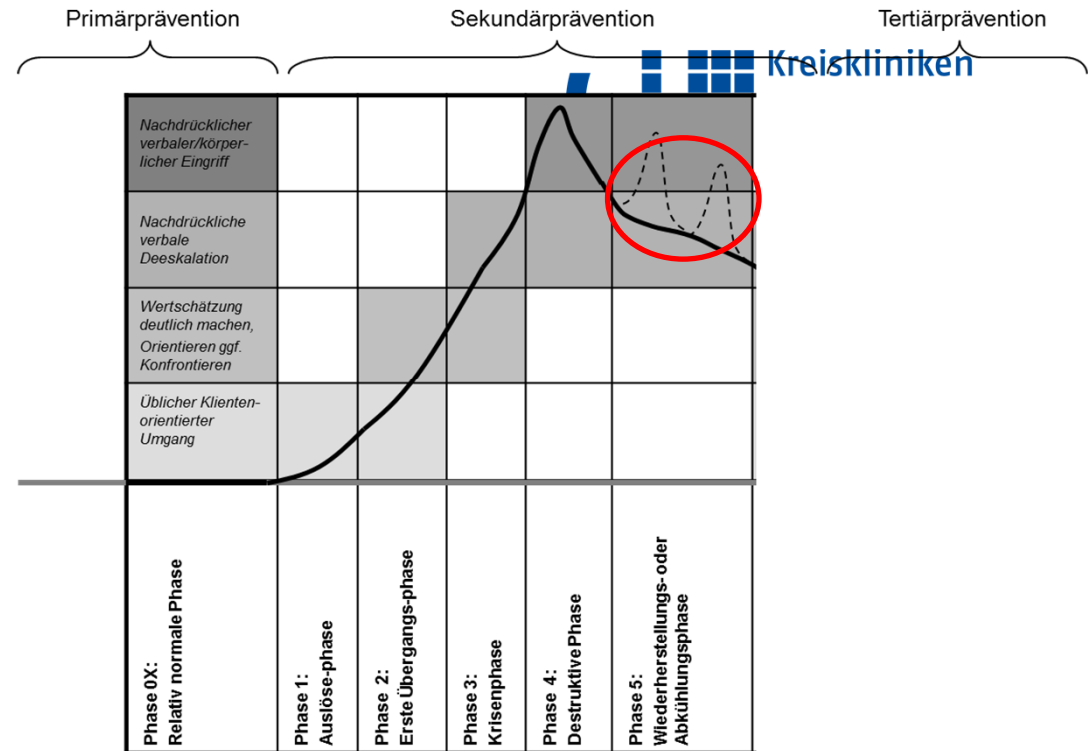 Primärprävention
Sekundärprävention
Tertiärprävention
Kreiskliniken
Nachdrücklicher
verbaler/körper-
licher Eingriff
Nachdrückliche
verbale
Deeskalation
Wertschätzung
deutlich machen,
Orientieren ggf.
Konfrontieren
Üblicher Klienten-
orientierter
Umgang
Phase 0X:
Relativ normale Phase
Phase 1:
Auslöse-phase
Phase 2:
Erste Übergangs-phase
Phase 3:
Krisenphase
Phase 4:
Destruktive Phase
Phase 5:
Wiederherstellungs- oder
Abkühlungsphase